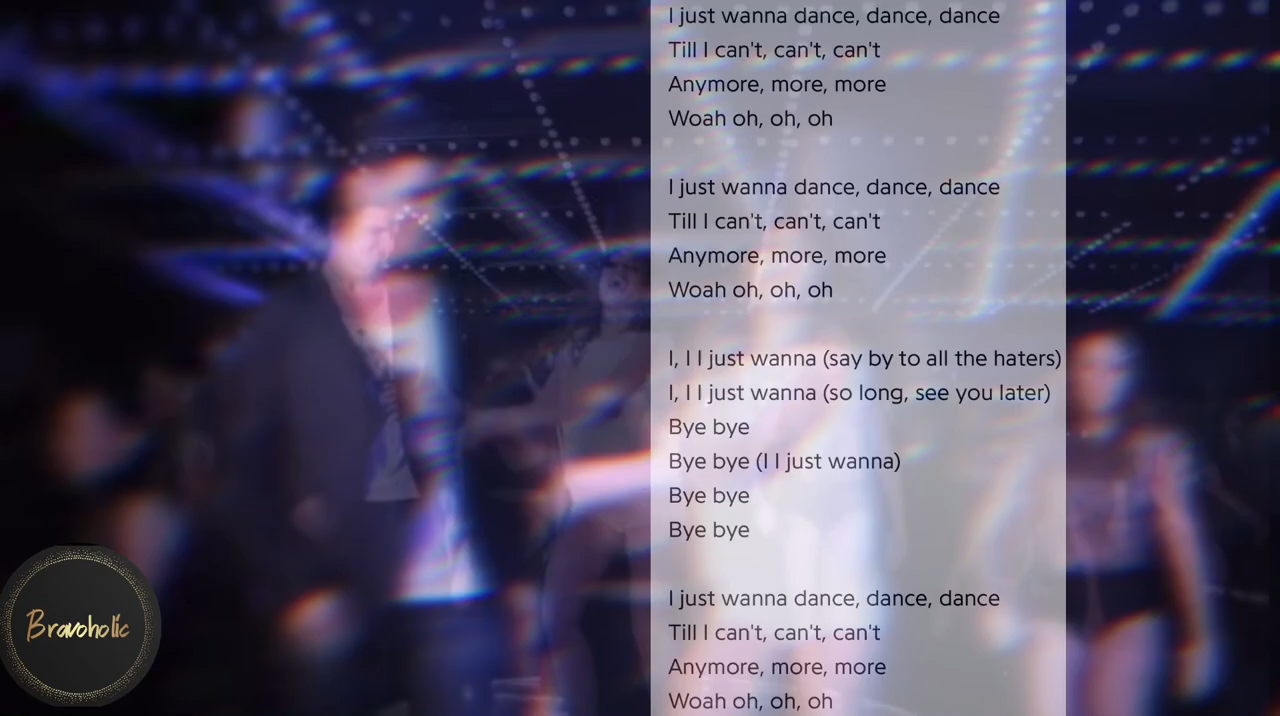 I just wanna dance, dance, dance
Till I can't, can't, can't
Anymore, more, more
Woah oh, oh, oh
I just wanna dance, dance, dance
Till I can't, can't, can't
Anymore, more, more
Woah oh, oh, oh
I, I I just wanna (say by to all the haters)
I, I I just wanna (so long, see you later)
Bye bye
Bye bye (I I just wanna)
Bye bye
Bye bye
I just wanna dance, dance, dance
Till I can't, can't, can't
Anymore, more, more
Woah oh, oh, oh
Bravoholic